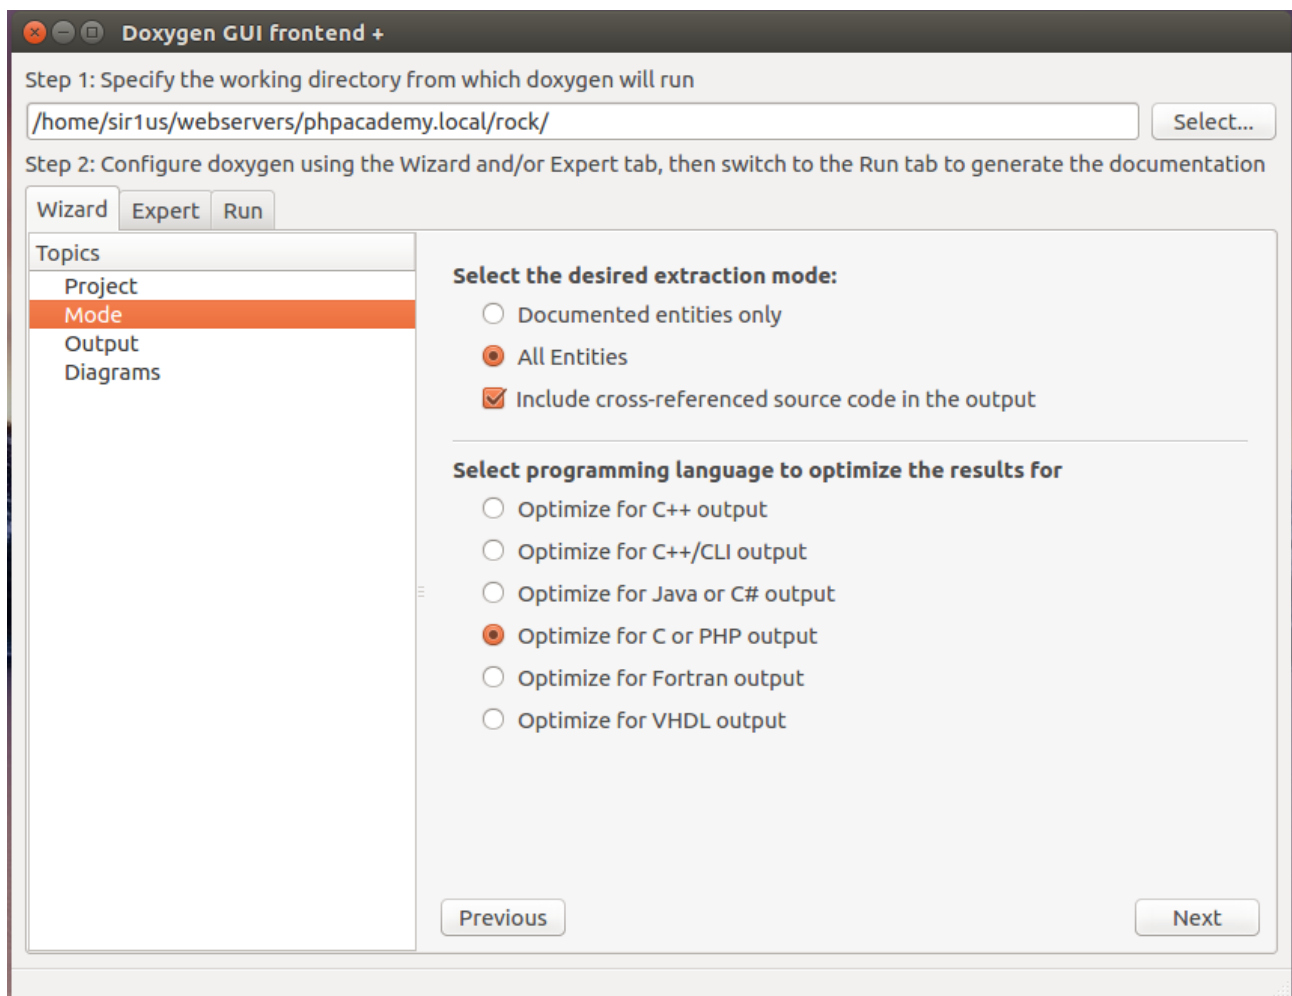 Doxygen GUI frontend +
Step 1: Specify the working directory from which doxygen will run
/home/sir1us/webservers/phpacademy.local/rock/
Select...
Step 2: Configure doxygen using the Wizard and/or Expert tab, then switch to the Run tab to generate the documentation
Wizard Expert Run
Topics
Project
Mode
Output
Diagrams
Select the desired extraction mode:
Documented entities only
All Entities
Include cross-referenced source code in the output
Select programming language to optimize the results for
Optimize for C++ output
Optimize for C++/CLI output
Optimize for Java or C# output
Optimize for C or PHP output
Optimize for Fortran output
Optimize for VHDL output
Previous
Next